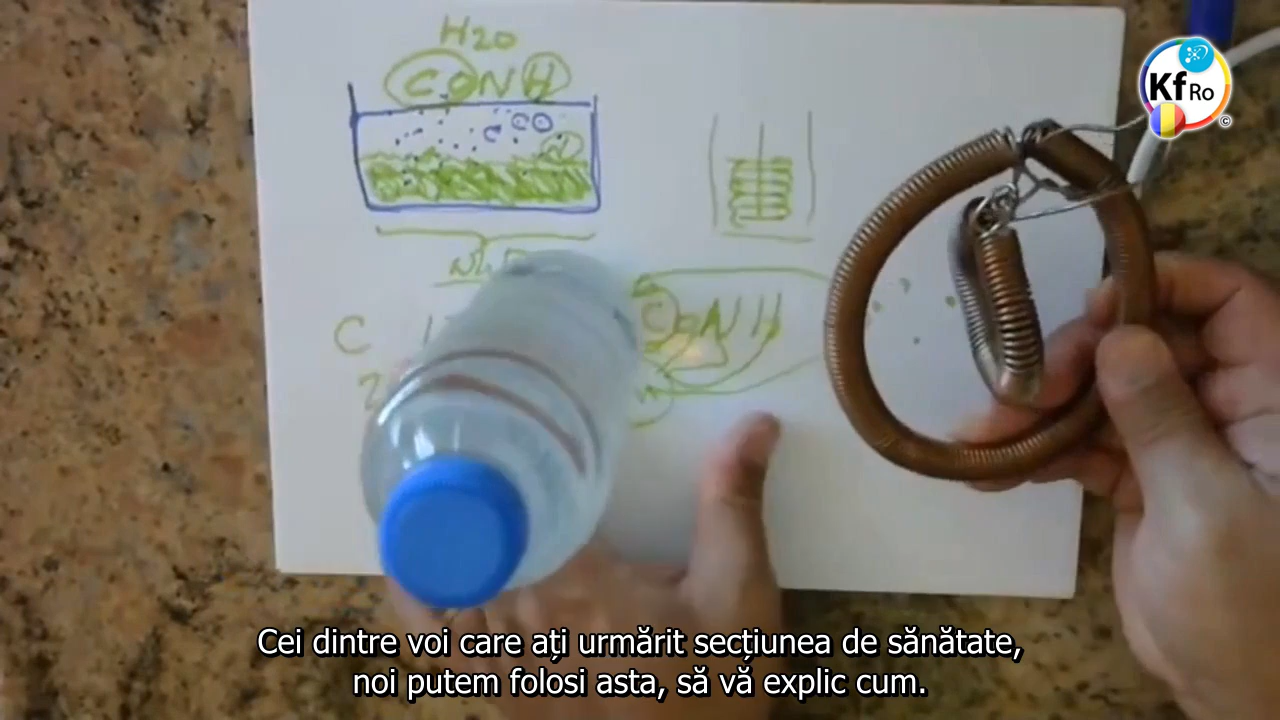 H2O
CONH
C CO
Kf Ro
©
C
CONH
Cei dintre voi care ați urmărit secțiunea de sănătate,
noi putem folosi asta, să vă explic cum.